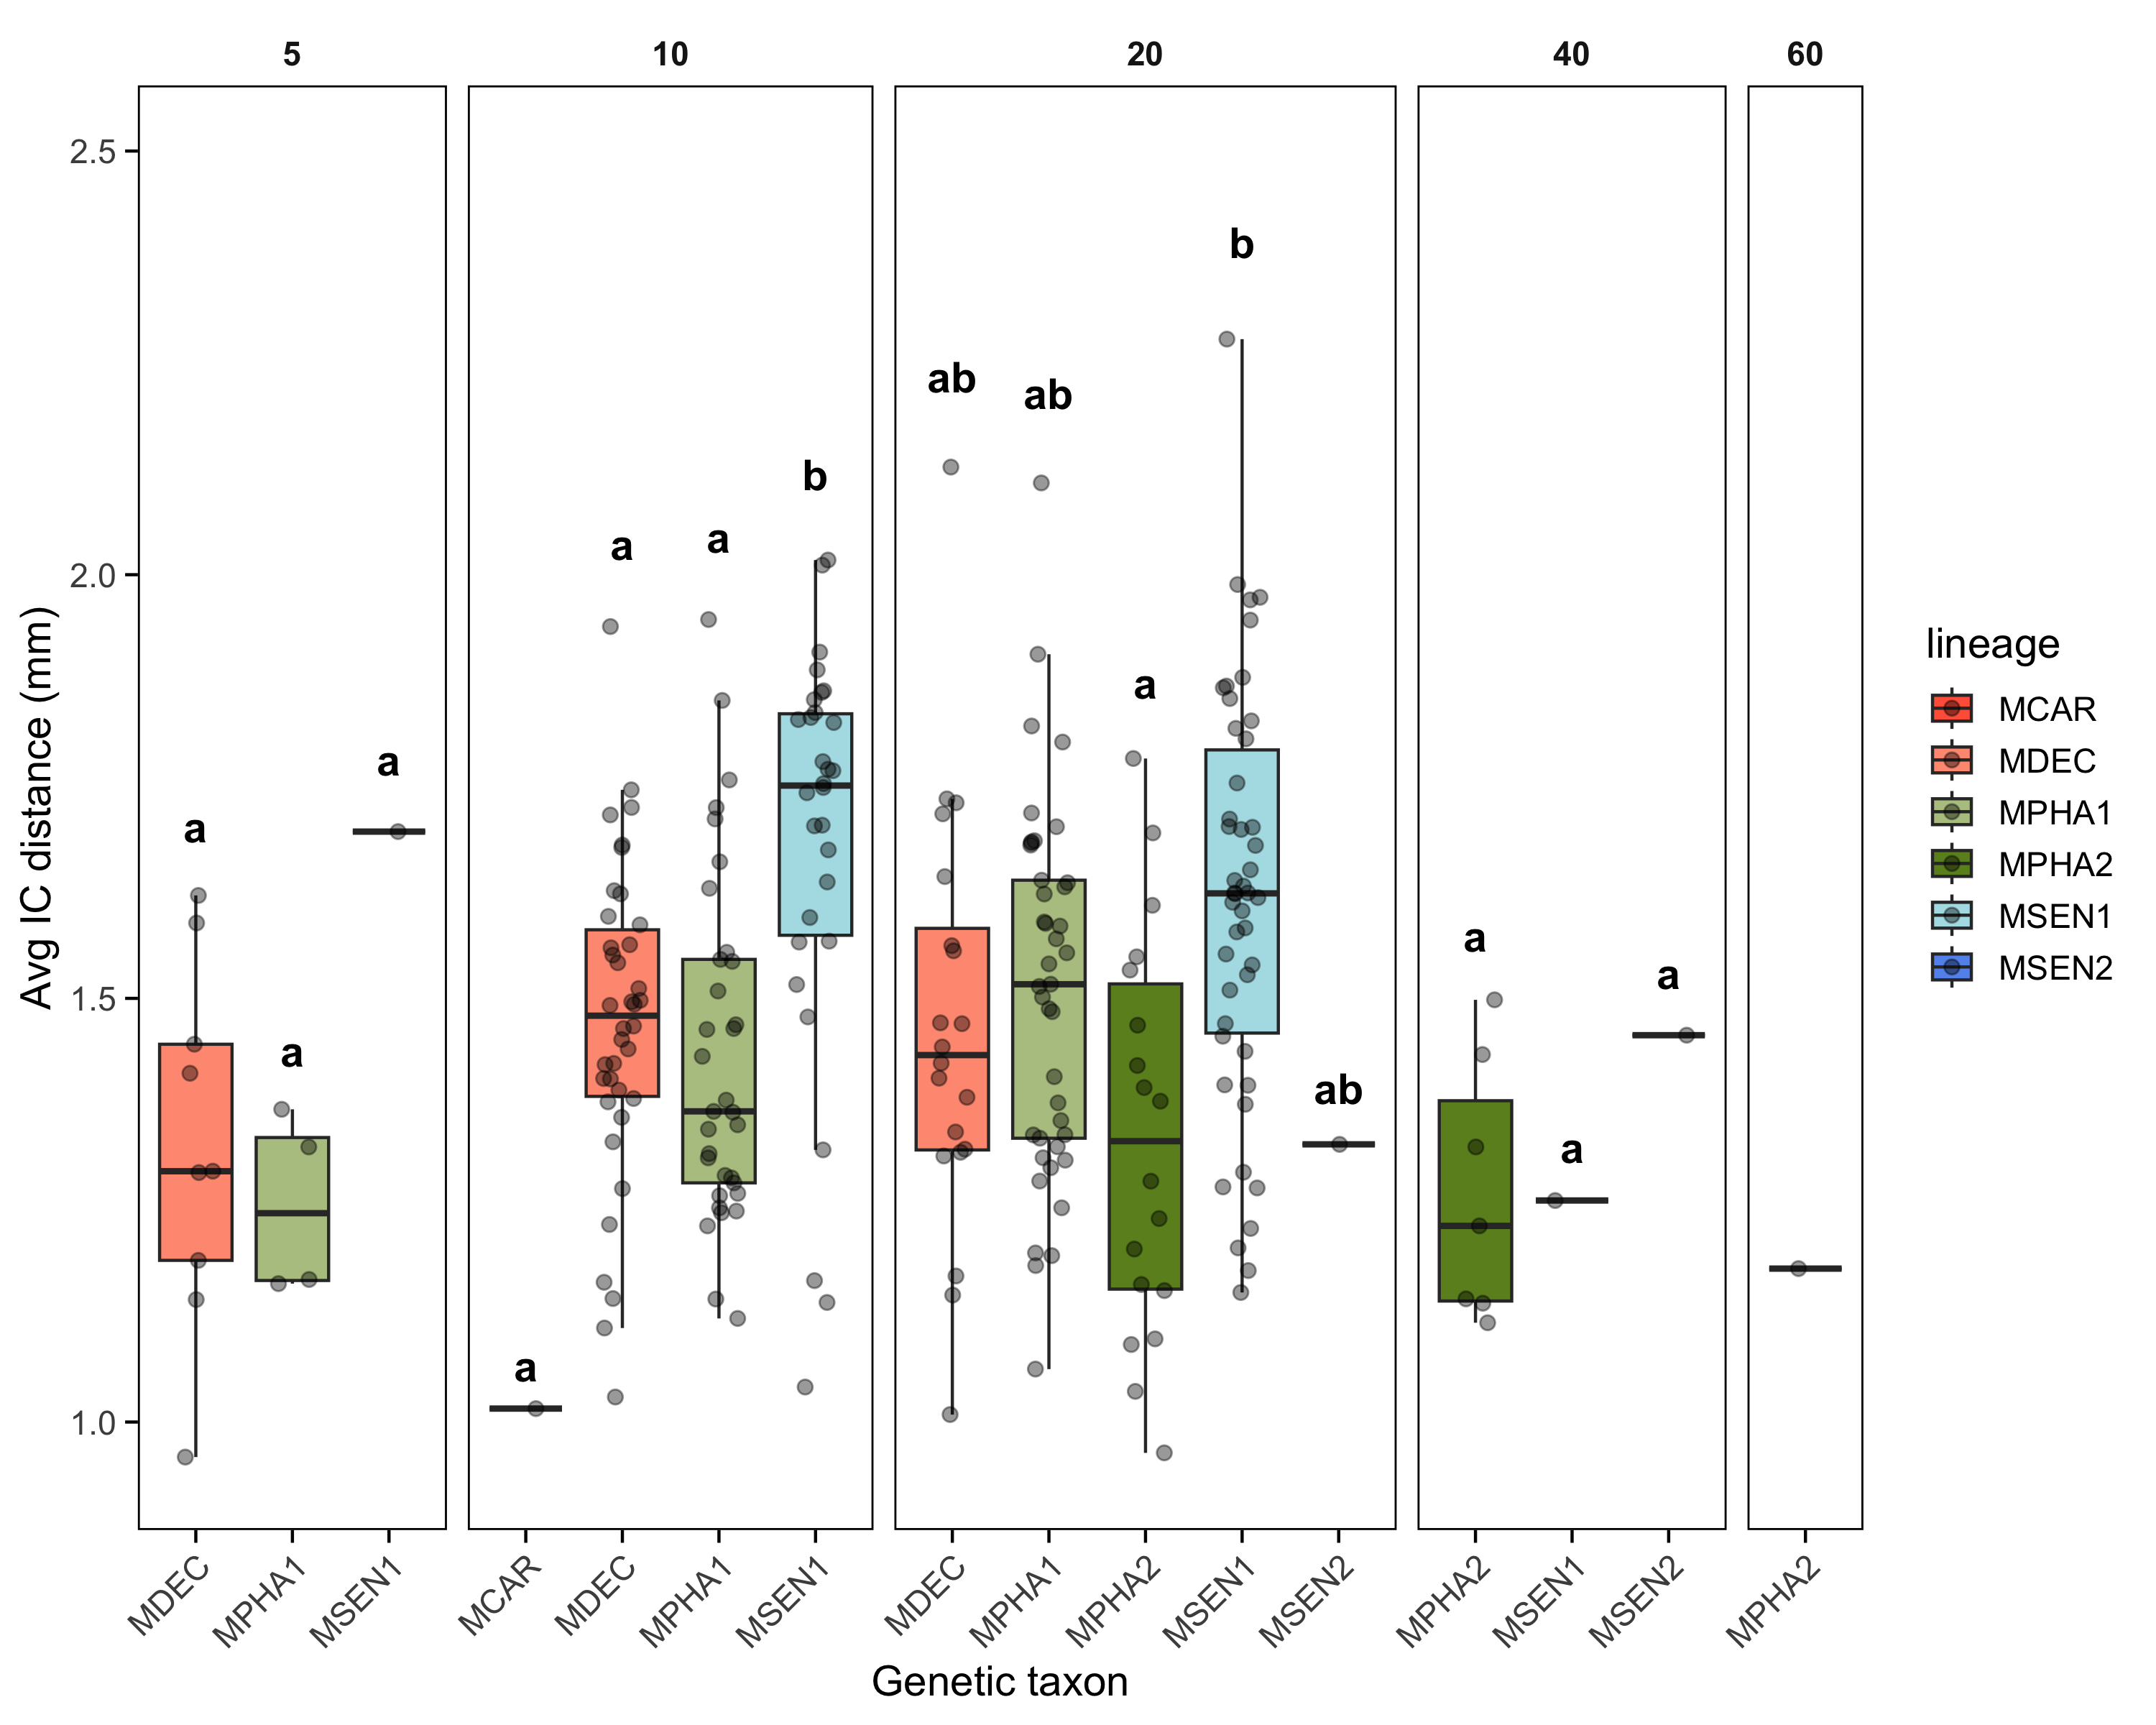 5 10 20 40 60
2.5
2.0
1.5
1.0
Avg IC distance (mm)
a a a
a a a b
ab ab a b ab
a a a
MDEC MPHA1 MSEN1 MCAR MDEC MPHA1 MSEN1 MDEC MPHA1 MPHA2 MSEN1 MSEN2 MPHA2 MSEN1 MSEN2 MPHA2
Genetic taxon
lineage
MCAR
MDEC
MPHA1
MPHA2
MSEN1
MSEN2